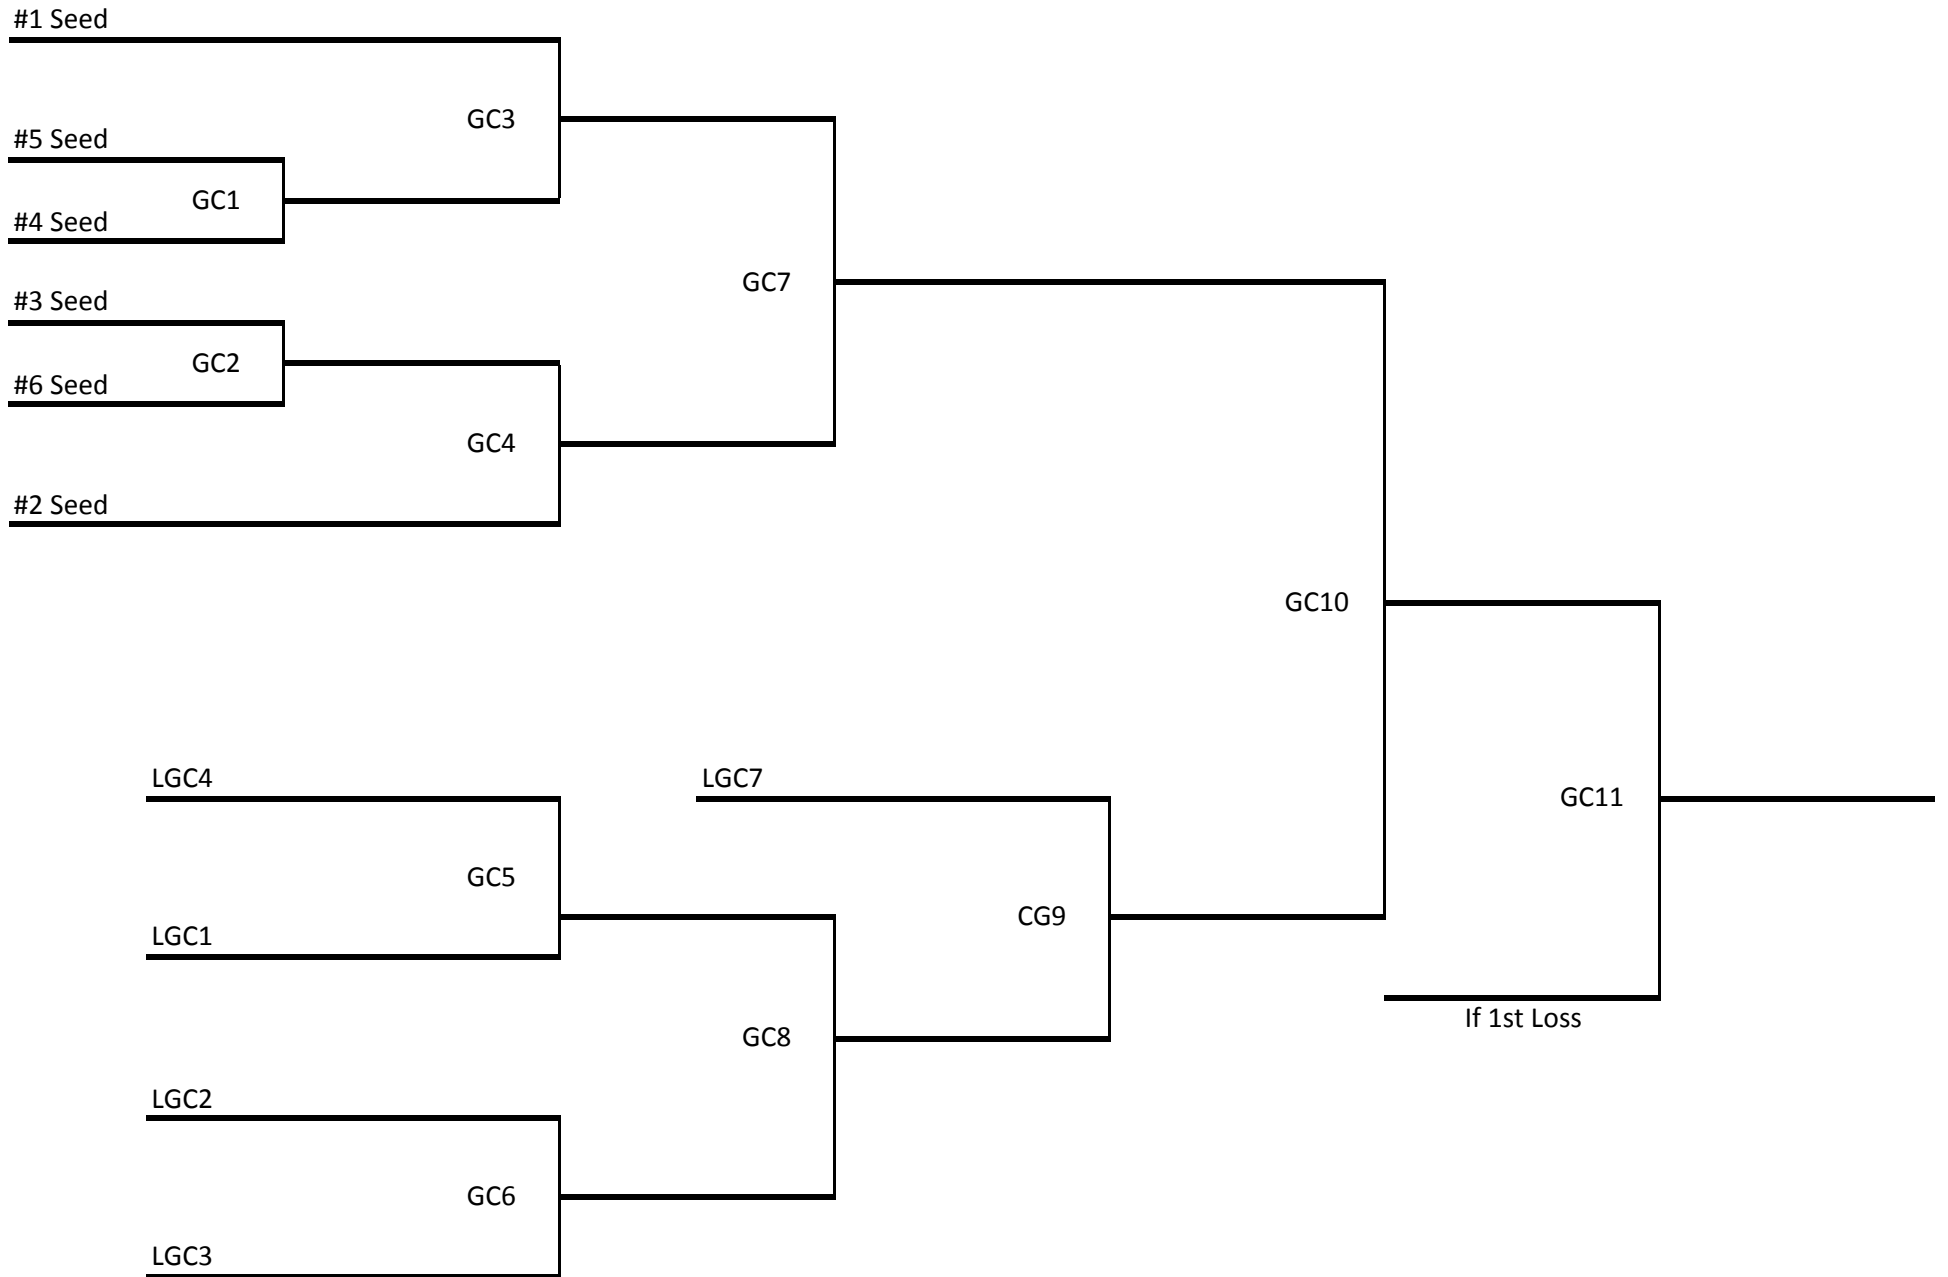 #1 Seed
GC3
#5 Seed
GC1
#4 Seed
#3 Seed
GC7
GC2
#6 Seed
GC4
#2 Seed
GC10
LGC4
LGC7
GC11
GC5
CG9
LGC1
If 1st Loss
GC8
LGC2
GC6
LGC3